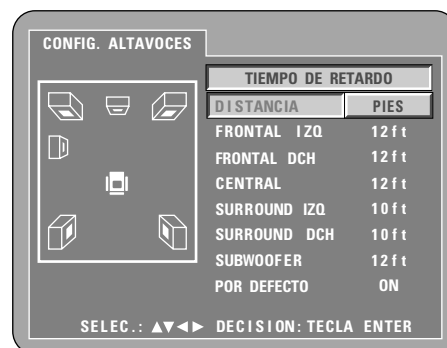 CONFIG. ALTAVOCES
TIEMPO DE RETARDO
DISTANCIA PIES
FRONTAL IZQ 12ft
FRONTAL DCH 12ft
CENTRAL 12ft
SURROUND IZQ 10ft
SURROUND DCH 10ft
SUBWOOFER 12ft
POR DEFECTO ON
SELEC.: ▲▼◄► DECISION: TECLA ENTER